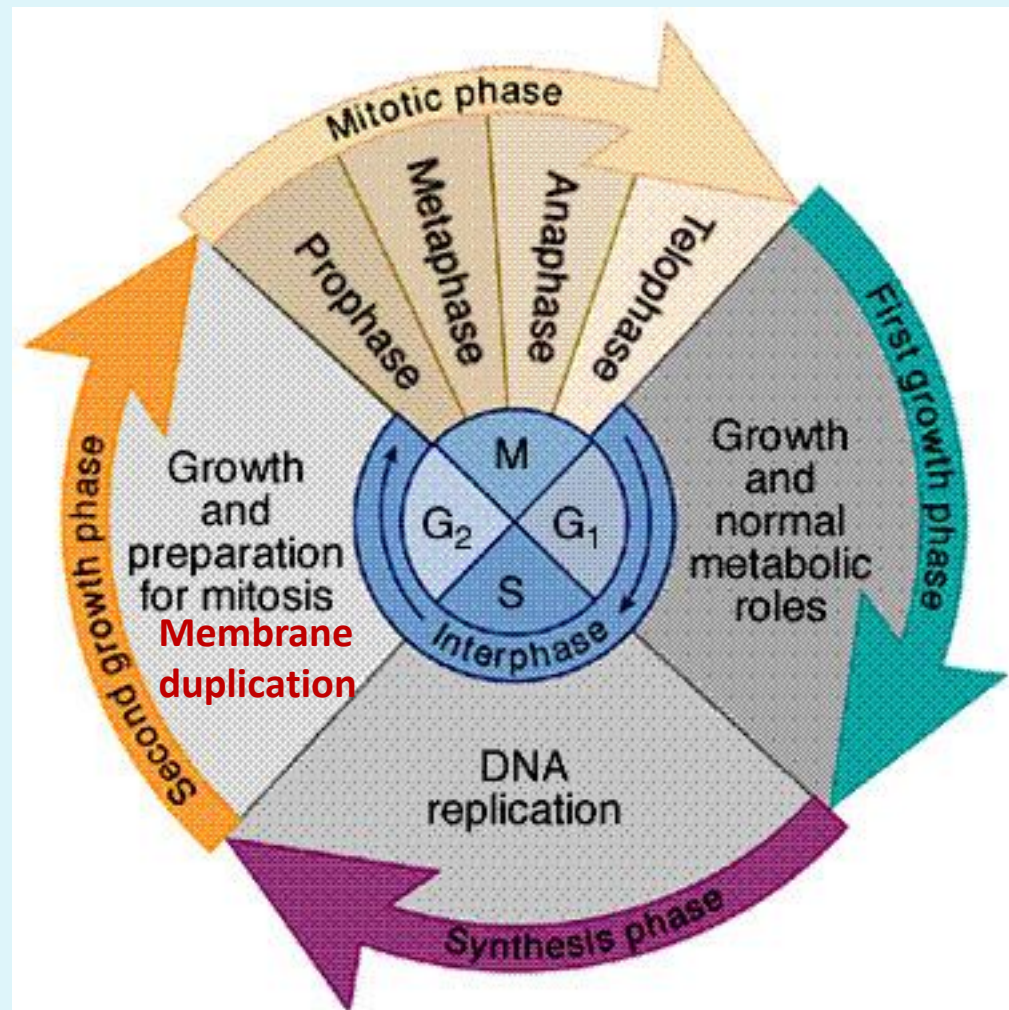 Mitotic phase
Prophase
Metaphase
Anaphase
Telophase
First growth phase
Growth
and
normal
metabolic
roles
M
G₂
G₁
S
Interphase
Growth
and
preparation
for mitosis
Membrane
duplication
Second growth phase
DNA
replication
Synthesis phase